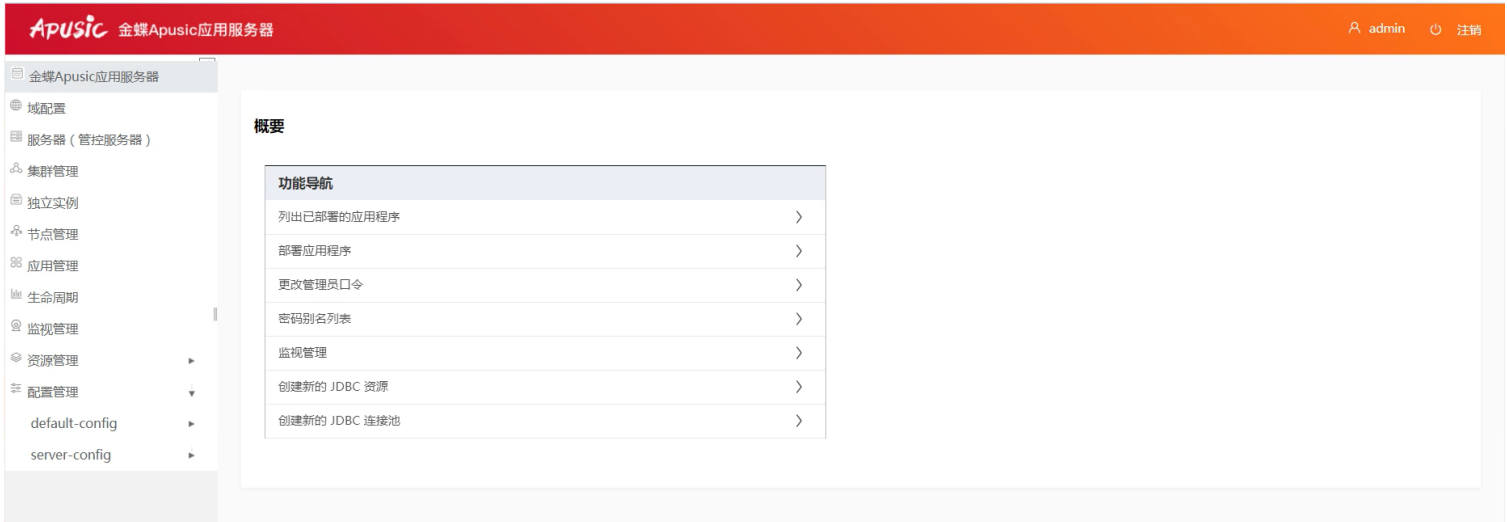 Apusic 金蝶Apusic应用服务器
admin 注销
金蝶Apusic应用服务器
域配置
服务器（管控服务器）
集群管理
独立实例
节点管理
应用管理
生命周期
监视管理
资源管理
配置管理
default-config
server-config
概要
功能导航
列出已部署的应用程序
部署应用程序
更改管理员口令
密码别名列表
监视管理
创建新的 JDBC 资源
创建新的 JDBC 连接池